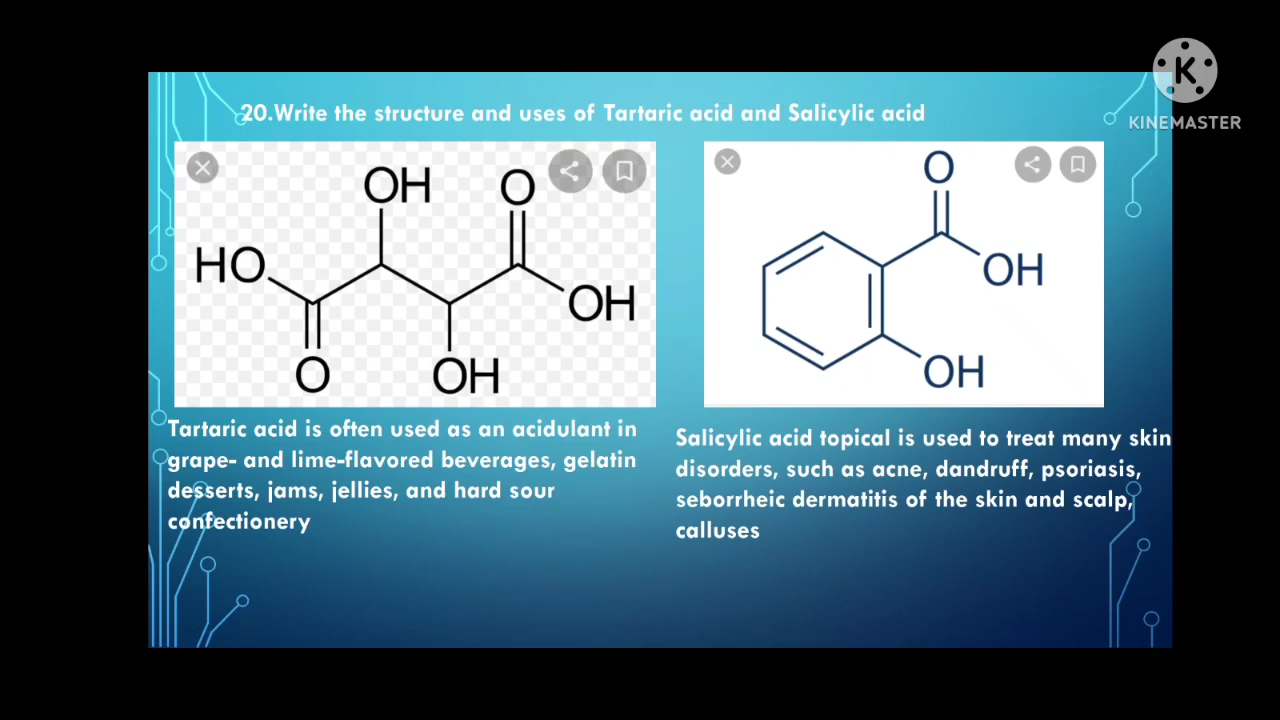 20.Write the structure and uses of Tartaric acid and Salicylic acid
KINEMASTER
OH
O
HO
OH
O
OH
O
OH
OH
Tartaric acid is often used as an acidulant in
grape- and lime-flavored beverages, gelatin
desserts, jams, jellies, and hard sour
confectionery
Salicylic acid topical is used to treat many skin
disorders, such as acne, dandruff, psoriasis,
seborrheic dermatitis of the skin and scalp,
calluses